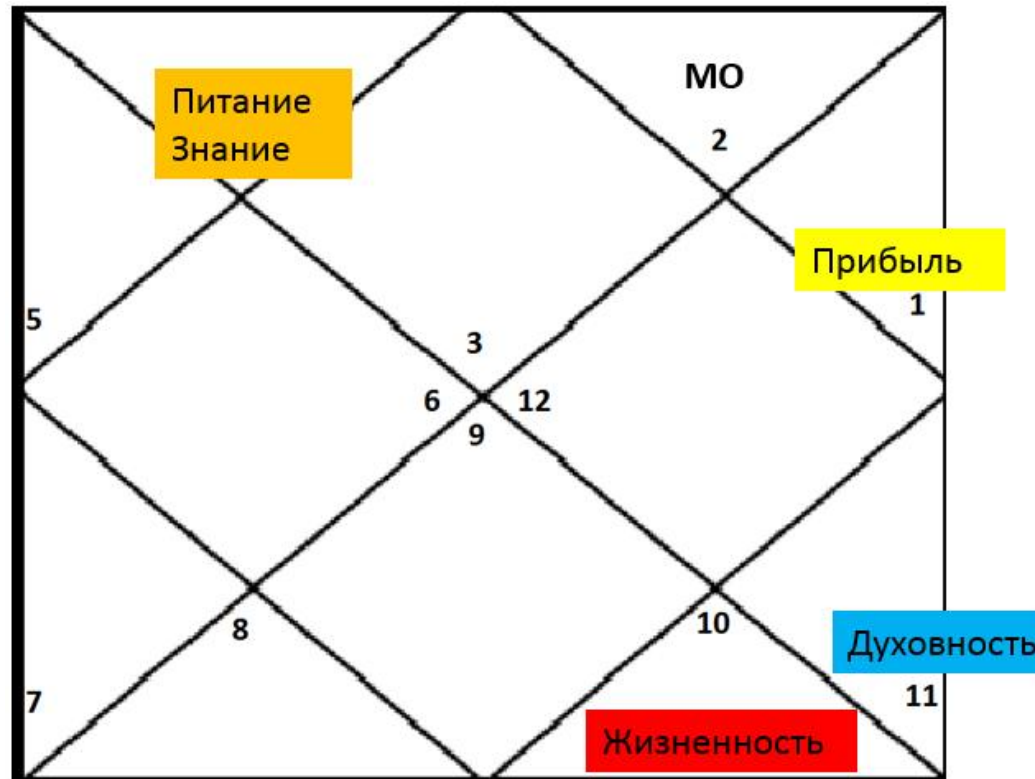 МО
Питание
Знание
2
Прибыль
1
5
3
6
12
9
8
10
Духовность
7
11
Жизненность